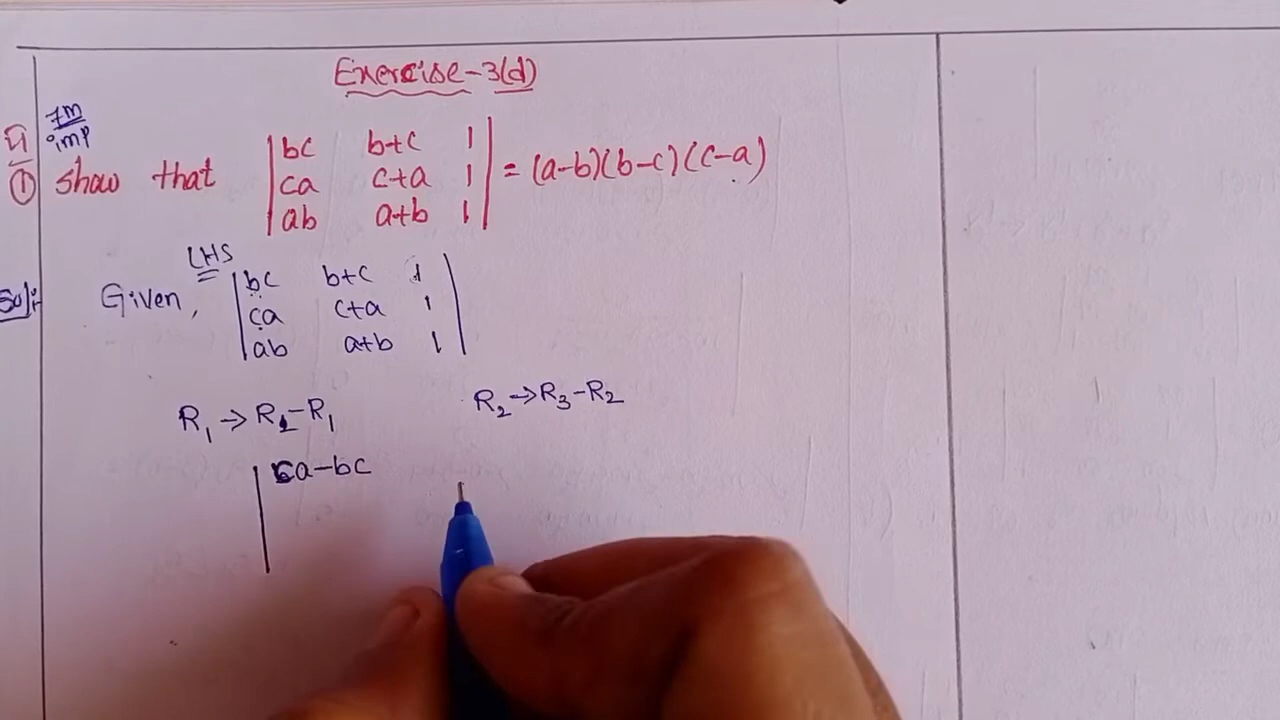 Exercise-3(d)
7m
imp
① Show that | bc b+c 1 |
| ca c+a 1 | = (a-b)(b-c)(c-a)
| ab a+b 1 |
LHS
Sol: Given, | bc b+c 1 |
| ca c+a 1 |
| ab a+b 1 |
R₁→R₂-R₁ R₂→R₃-R₂
| ca-bc